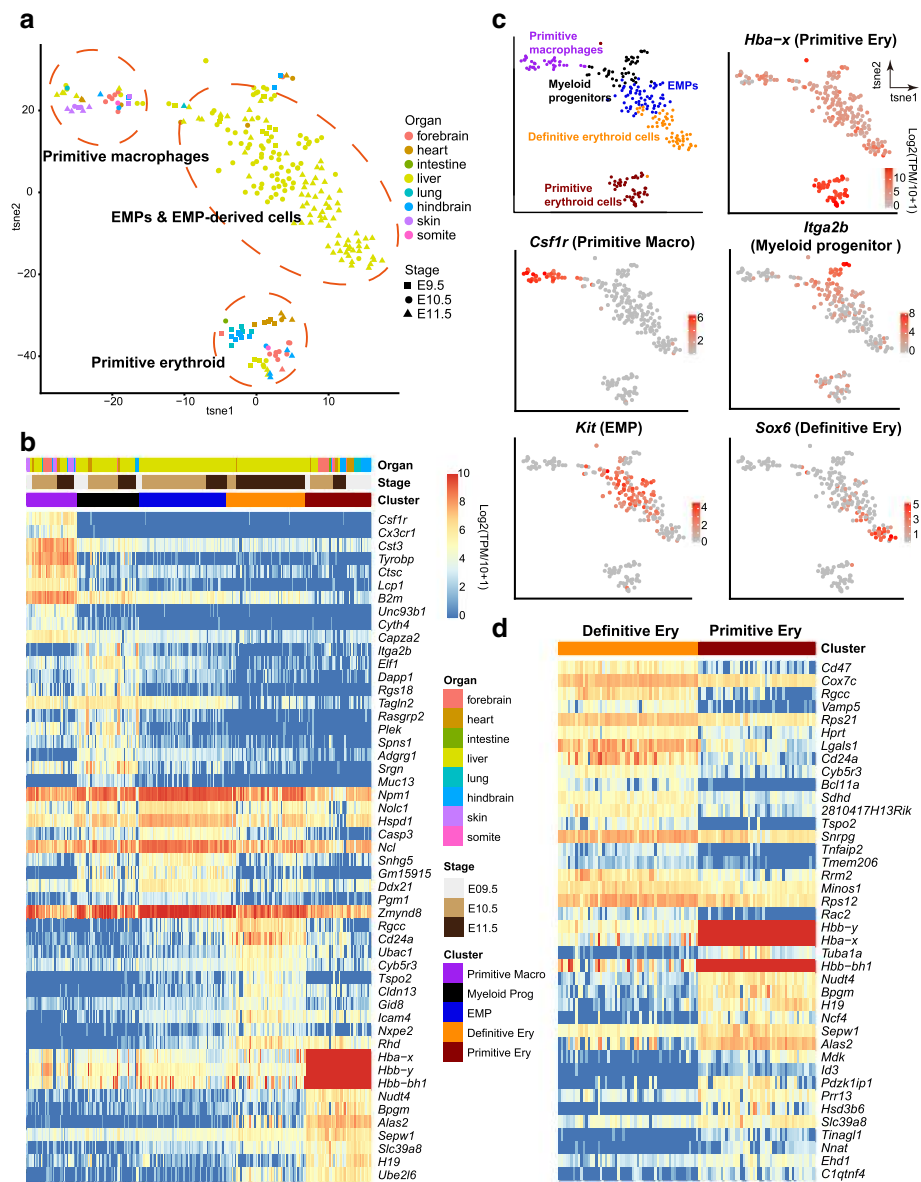 a
20
0
−20
−40
−20
−10
0
10
tsne1
tsne2
Primitive macrophages
EMPs & EMP-derived cells
Primitive erythroid
Organ
forebrain
heart
intestine
liver
lung
hindbrain
skin
somite
Stage
E9.5
E10.5
E11.5
b
Organ
Stage
Cluster
Csf1r
Cx3cr1
Cst3
Tyrobp
Ctsc
Lcp1
B2m
Unc93b1
Cyth4
Capza2
Itga2b
Elf1
Dapp1
Rgs18
Tagln2
Rasgrp2
Plek
Spns1
Adgrg1
Srgn
Muc13
Npm1
Nolc1
Hspd1
Casp3
Ncl
Snhg5
Gm15915
Ddx21
Pgm1
Zmynd8
Rgcc
Cd24a
Ubac1
Cyb5r3
Tspo2
Cldn13
Gid8
Icam4
Nxpe2
Rhd
Hba−x
Hbb−y
Hbb−bh1
Nudt4
Bpgm
Alas2
Sepw1
Slc39a8
H19
Ube2l6
10
8
6
4
2
0
Log2(TPM/10+1)
Organ
forebrain
heart
intestine
liver
lung
hindbrain
skin
somite
Stage
E09.5
E10.5
E11.5
Cluster
Primitive Macro
Myeloid Prog
EMP
Definitive Ery
Primitive Ery
c
Primitive
macrophages
Myeloid
progenitors
EMPs
Definitive erythroid cells
Primitive
erythroid cells
Hba−x (Primitive Ery)
tsne2
tsne1
10
5
0
Log2(TPM/10+1)
Csf1r (Primitive Macro)
6
4
2
0
Itga2b
(Myeloid progenitor )
8
4
0
Kit (EMP)
4
2
0
Sox6 (Definitive Ery)
5
3
1
d
Definitive Ery
Primitive Ery
Cluster
Cd47
Cox7c
Rgcc
Vamp5
Rps21
Hprt
Lgals1
Cd24a
Cyb5r3
Bcl11a
Sdhd
2810417H13Rik
Tspo2
Snrpg
Tnfaip2
Tmem206
Rrm2
Minos1
Rps12
Rac2
Hbb−y
Hba−x
Tuba1a
Hbb−bh1
Nudt4
Bpgm
H19
Ncf4
Sepw1
Alas2
Mdk
Id3
Pdzk1ip1
Prr13
Hsd3b6
Slc39a8
Tinagl1
Nnat
Ehd1
C1qtnf4